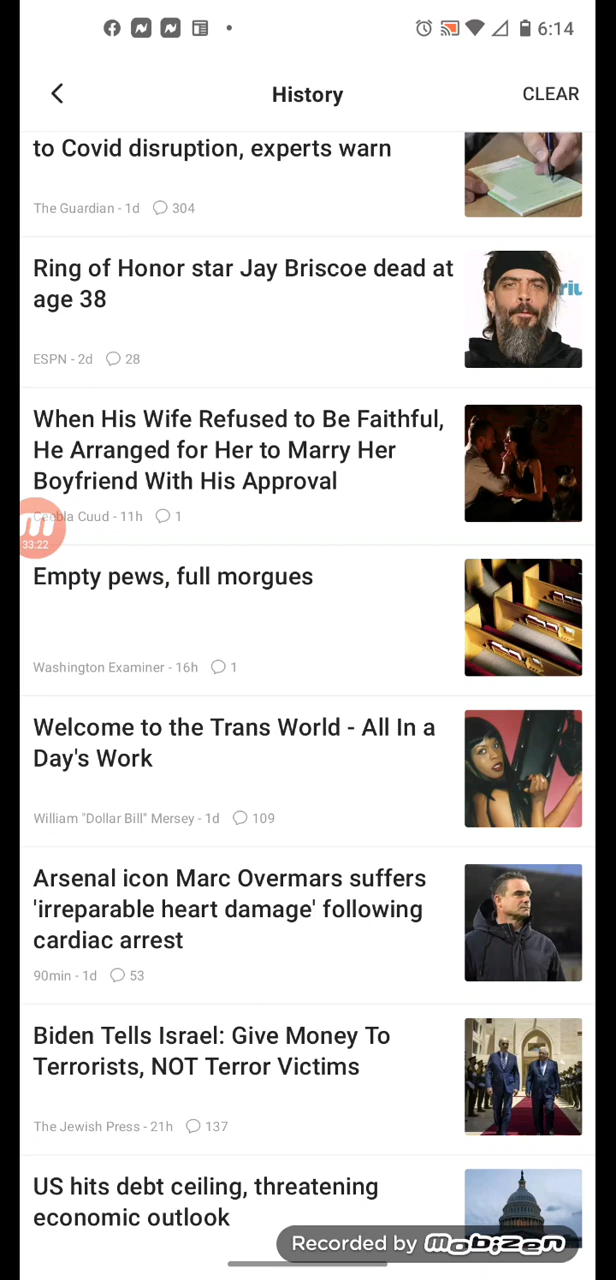 6:14
History
CLEAR
to Covid disruption, experts warn
The Guardian - 1d 304
Ring of Honor star Jay Briscoe dead at
age 38
ESPN - 2d 28
When His Wife Refused to Be Faithful,
He Arranged for Her to Marry Her
Boyfriend With His Approval
Ceebla Cuud - 11h 1
33:22
Empty pews, full morgues
Washington Examiner - 16h 1
Welcome to the Trans World - All In a
Day's Work
William "Dollar Bill" Mersey - 1d 109
Arsenal icon Marc Overmars suffers
'irreparable heart damage' following
cardiac arrest
90min - 1d 53
Biden Tells Israel: Give Money To
Terrorists, NOT Terror Victims
The Jewish Press - 21h 137
US hits debt ceiling, threatening
economic outlook
Recorded by mobizen